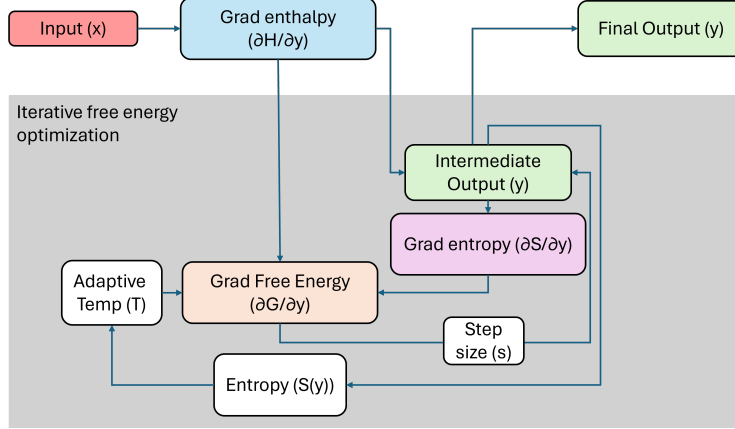 Input (x)
Grad enthalpy
(∂H/∂y)
Final Output (y)
Iterative free energy
optimization
Intermediate
Output (y)
Grad entropy (∂S/∂y)
Adaptive
Temp (T)
Grad Free Energy
(∂G/∂y)
Step
size (s)
Entropy (S(y))